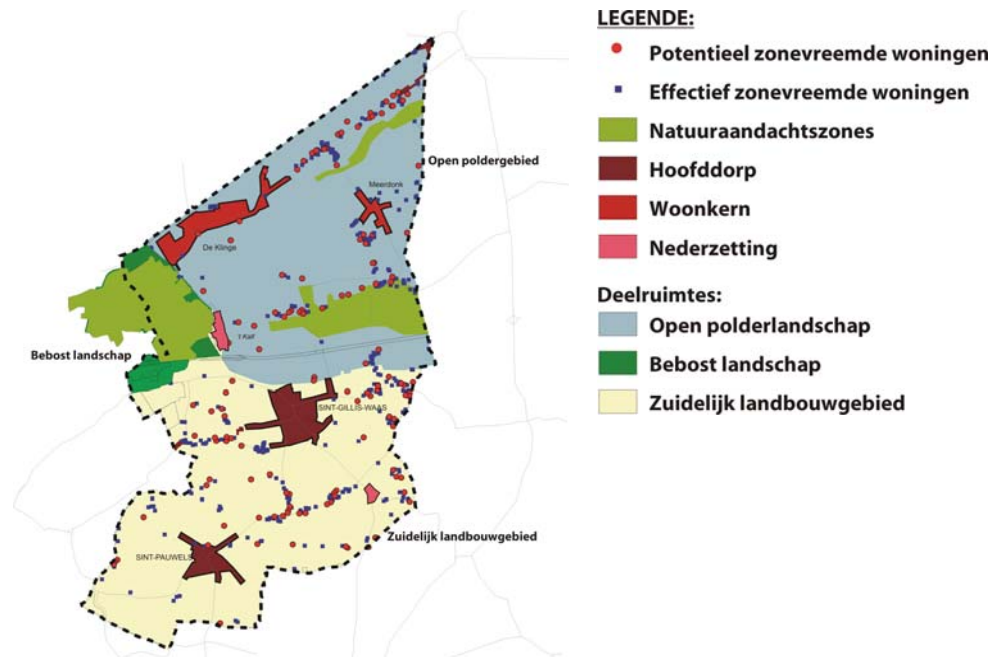 LEGENDE:
Potentieel zonevreemde woningen
Effectief zonevreemde woningen
Natuuraandachtszones
Hoofddorp
Woonkern
Nederzetting
Deelruimtes:
Open polderlandschap
Bebost landschap
Zuidelijk landbouwgebied
Open poldergebied
Meerdonk
De Klinge
't Kalf
Bebost landschap
SINT-GILLIS-WAAS
Zuidelijk landbouwgebied
SINT-PAUWELS